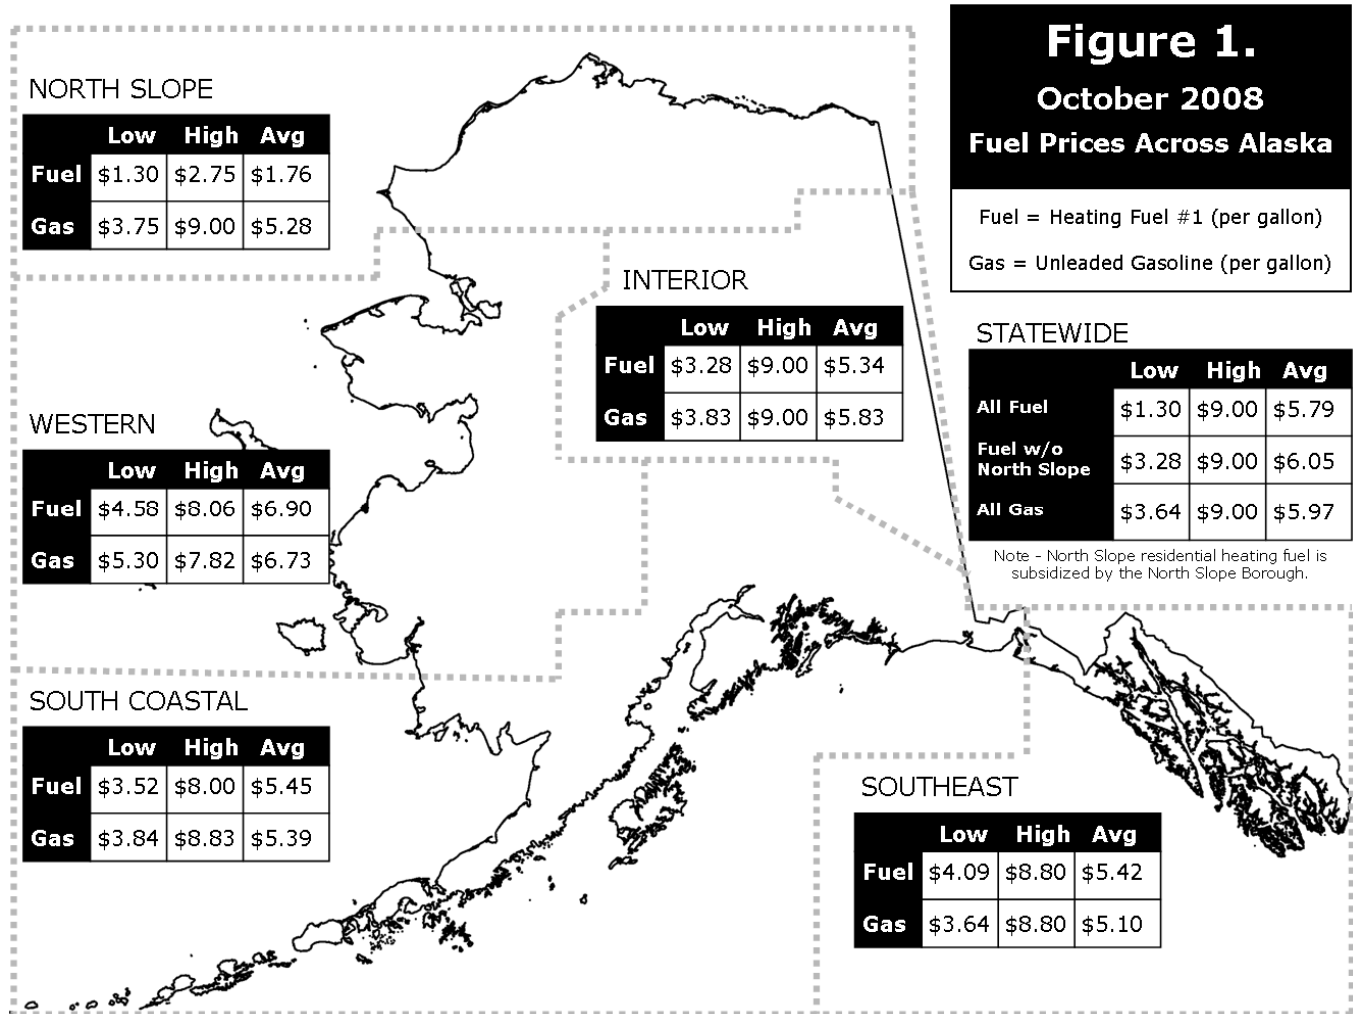 Figure 1.
October 2008
Fuel Prices Across Alaska
Fuel = Heating Fuel #1 (per gallon)
Gas = Unleaded Gasoline (per gallon)
NORTH SLOPE
Low High Avg
Fuel $1.30 $2.75 $1.76
Gas $3.75 $9.00 $5.28
INTERIOR
Low High Avg
Fuel $3.28 $9.00 $5.34
Gas $3.83 $9.00 $5.83
STATEWIDE
Low High Avg
All Fuel $1.30 $9.00 $5.79
Fuel w/o
North Slope $3.28 $9.00 $6.05
All Gas $3.64 $9.00 $5.97
Note - North Slope residential heating fuel is
subsidized by the North Slope Borough.
WESTERN
Low High Avg
Fuel $4.58 $8.06 $6.90
Gas $5.30 $7.82 $6.73
SOUTH COASTAL
Low High Avg
Fuel $3.52 $8.00 $5.45
Gas $3.84 $8.83 $5.39
SOUTHEAST
Low High Avg
Fuel $4.09 $8.80 $5.42
Gas $3.64 $8.80 $5.10